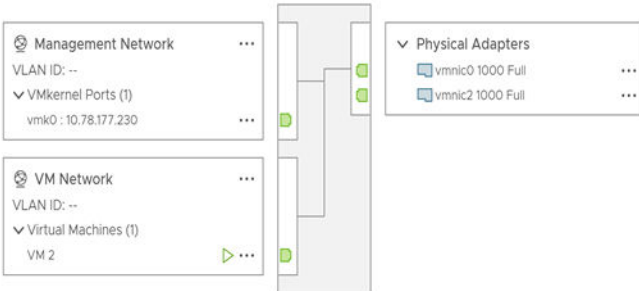 Management Network
VLAN ID: --
VMkernel Ports (1)
vmk0 : 10.78.177.230
VM Network
VLAN ID: --
Virtual Machines (1)
VM 2
Physical Adapters
vmnic0 1000 Full
vmnic2 1000 Full